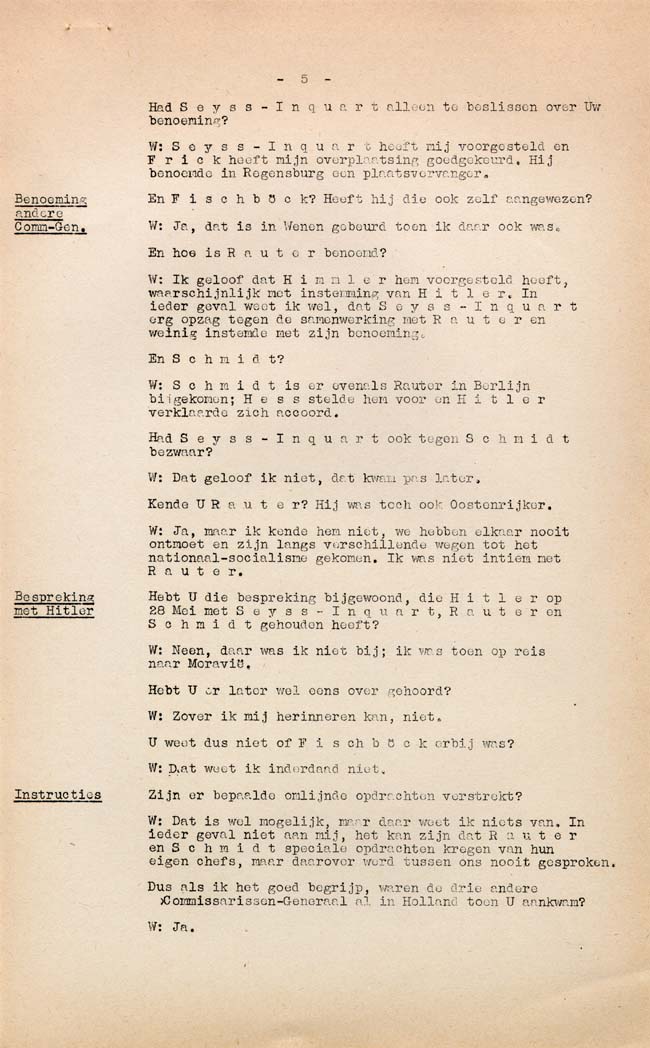 - 5 -
Had S e y s s - I n q u a r t alleen te beslissen over Uw
benoeming?
W: S e y s s - I n q u a r t heeft mij voorgesteld en
F r i c k heeft mijn overplaatsing goedgekeurd. Hij
benoemde in Regensburg een plaatsvervanger.
Benoeming
andere
Comm-Gen.
En F i s c h b ö c k? Heeft hij die ook zelf aangewezen?
W: Ja, dat is in Wenen gebeurd toen ik daar ook was.
En hoe is R a u t e r benoemd?
W: Ik geloof dat H i m m l e r hem voorgesteld heeft,
waarschijnlijk met instemming van H i t l e r. In
ieder geval weet ik wel, dat S e y s s - I n q u a r t
erg opzag tegen de samenwerking met R a u t e r en
weinig instemde met zijn benoeming.
En S c h m i d t?
W: S c h m i d t is er evenals Rauter in Berlijn
bijgekomen; H e s s stelde hem voor en H i t l e r
verklaarde zich accoord.
Had S e y s s - I n q u a r t ook tegen S c h m i d t
bezwaar?
W: Dat geloof ik niet, dat kwam pas later.
Kende U R a u t e r? Hij was toch ook Oostenrijker.
W: Ja, maar ik kende hem niet, we hebben elkaar nooit
ontmoet en zijn langs verschillende wegen tot het
nationaal-socialisme gekomen. Ik was niet intiem met
R a u t e r.
Bespreking
met Hitler
Hebt U die bespreking bijgewoond, die H i t l e r op
28 Mei met S e y s s - I n q u a r t, R a u t e r en
S c h m i d t gehouden heeft?
W: Neen, daar was ik niet bij; ik was toen op reis
naar Moravië.
Hebt U er later wel eens over gehoord?
W: Zover ik mij herinneren kan, niet.
U weet dus niet of F i s c h b ö c k erbij was?
W: Dat weet ik inderdaad niet.
Instructies
Zijn er bepaalde omlijnde opdrachten verstrekt?
W: Dat is wel mogelijk, maar daar weet ik niets van. In
ieder geval niet aan mij, het kan zijn dat R a u t e r
en S c h m i d t speciale opdrachten kregen van hun
eigen chefs, maar daarover werd tussen ons nooit gesproken.
Dus als ik het goed begrijp, waren de drie andere
Commissarissen-Generaal al in Holland toen U aankwam?
W: Ja.